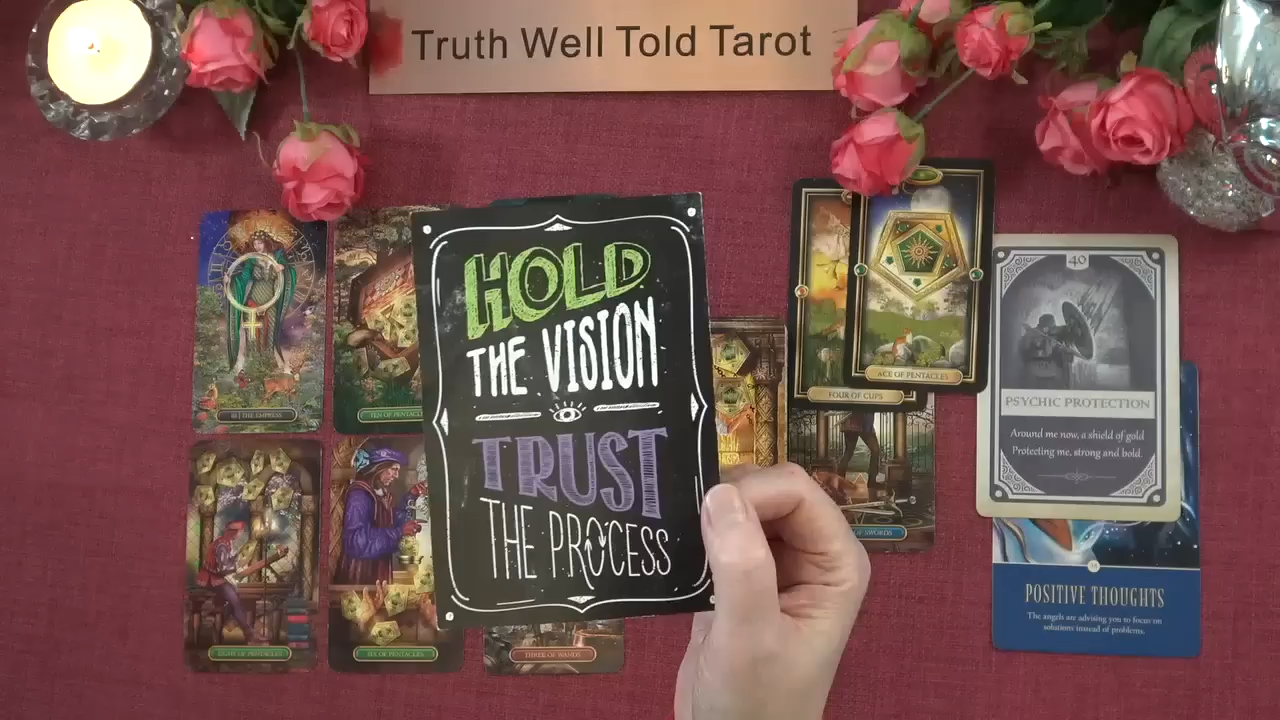 Truth Well Told Tarot
HOLD
THE VISION
TRUST
THE PROCESS
III | THE EMPRESS
TEN OF PENTACL
EIGHT OF PENTACLES
SIX OF PENTACLES
THREE OF WANDS
FOUR OF CUPS
ACE OF PENTACLES
OF SWORDS
40
PSYCHIC PROTECTION
Around me now, a shield of gold
Protecting me, strong and bold.
POSITIVE THOUGHTS
The angels are advising you to focus on
solutions instead of problems.